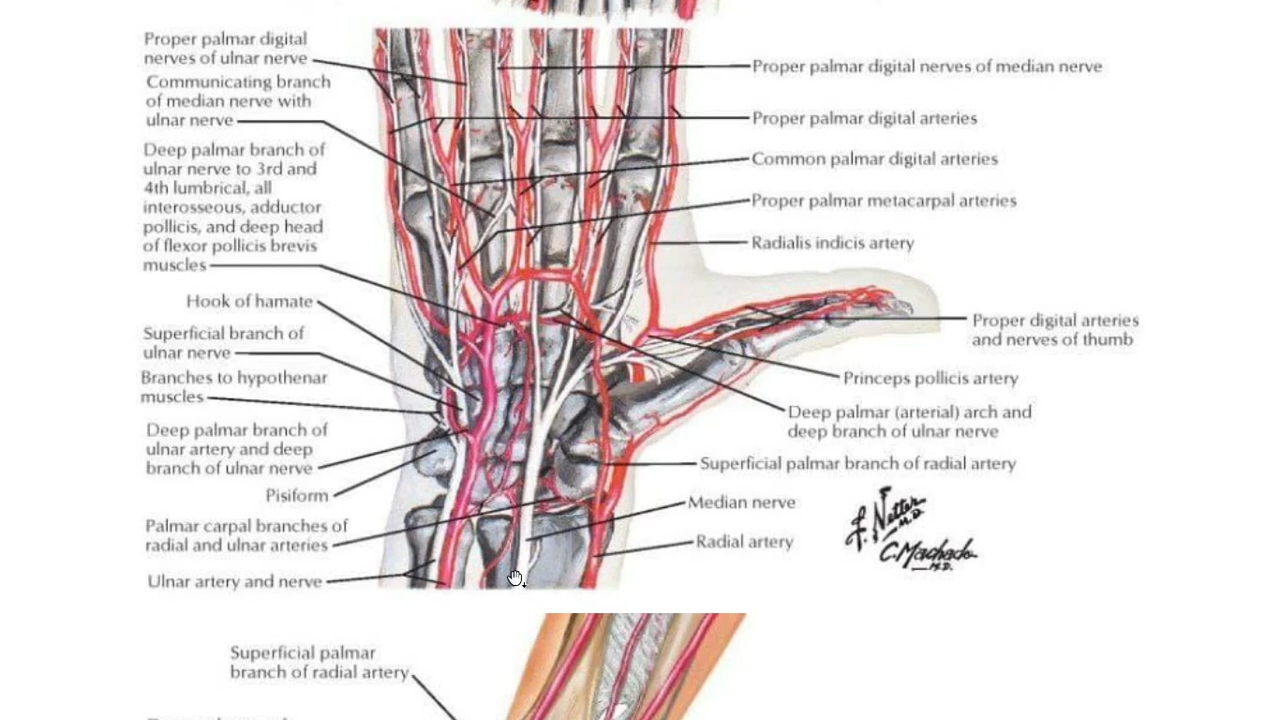 Proper palmar digital
nerves of ulnar nerve
Communicating branch
of median nerve with
ulnar nerve
Deep palmar branch of
ulnar nerve to 3rd and
4th lumbrical, all
interosseous, adductor
pollicis, and deep head
of flexor pollicis brevis
muscles
Hook of hamate
Superficial branch of
ulnar nerve
Branches to hypothenar
muscles
Deep palmar branch of
ulnar artery and deep
branch of ulnar nerve
Pisiform
Palmar carpal branches of
radial and ulnar arteries
Ulnar artery and nerve
Proper palmar digital nerves of median nerve
Proper palmar digital arteries
Common palmar digital arteries
Proper palmar metacarpal arteries
Radialis indicis artery
Proper digital arteries
and nerves of thumb
Princeps pollicis artery
Deep palmar (arterial) arch and
deep branch of ulnar nerve
Superficial palmar branch of radial artery
Median nerve
Radial artery
F. Netter
M.D.
C. Machado
M.D.
Superficial palmar
branch of radial artery